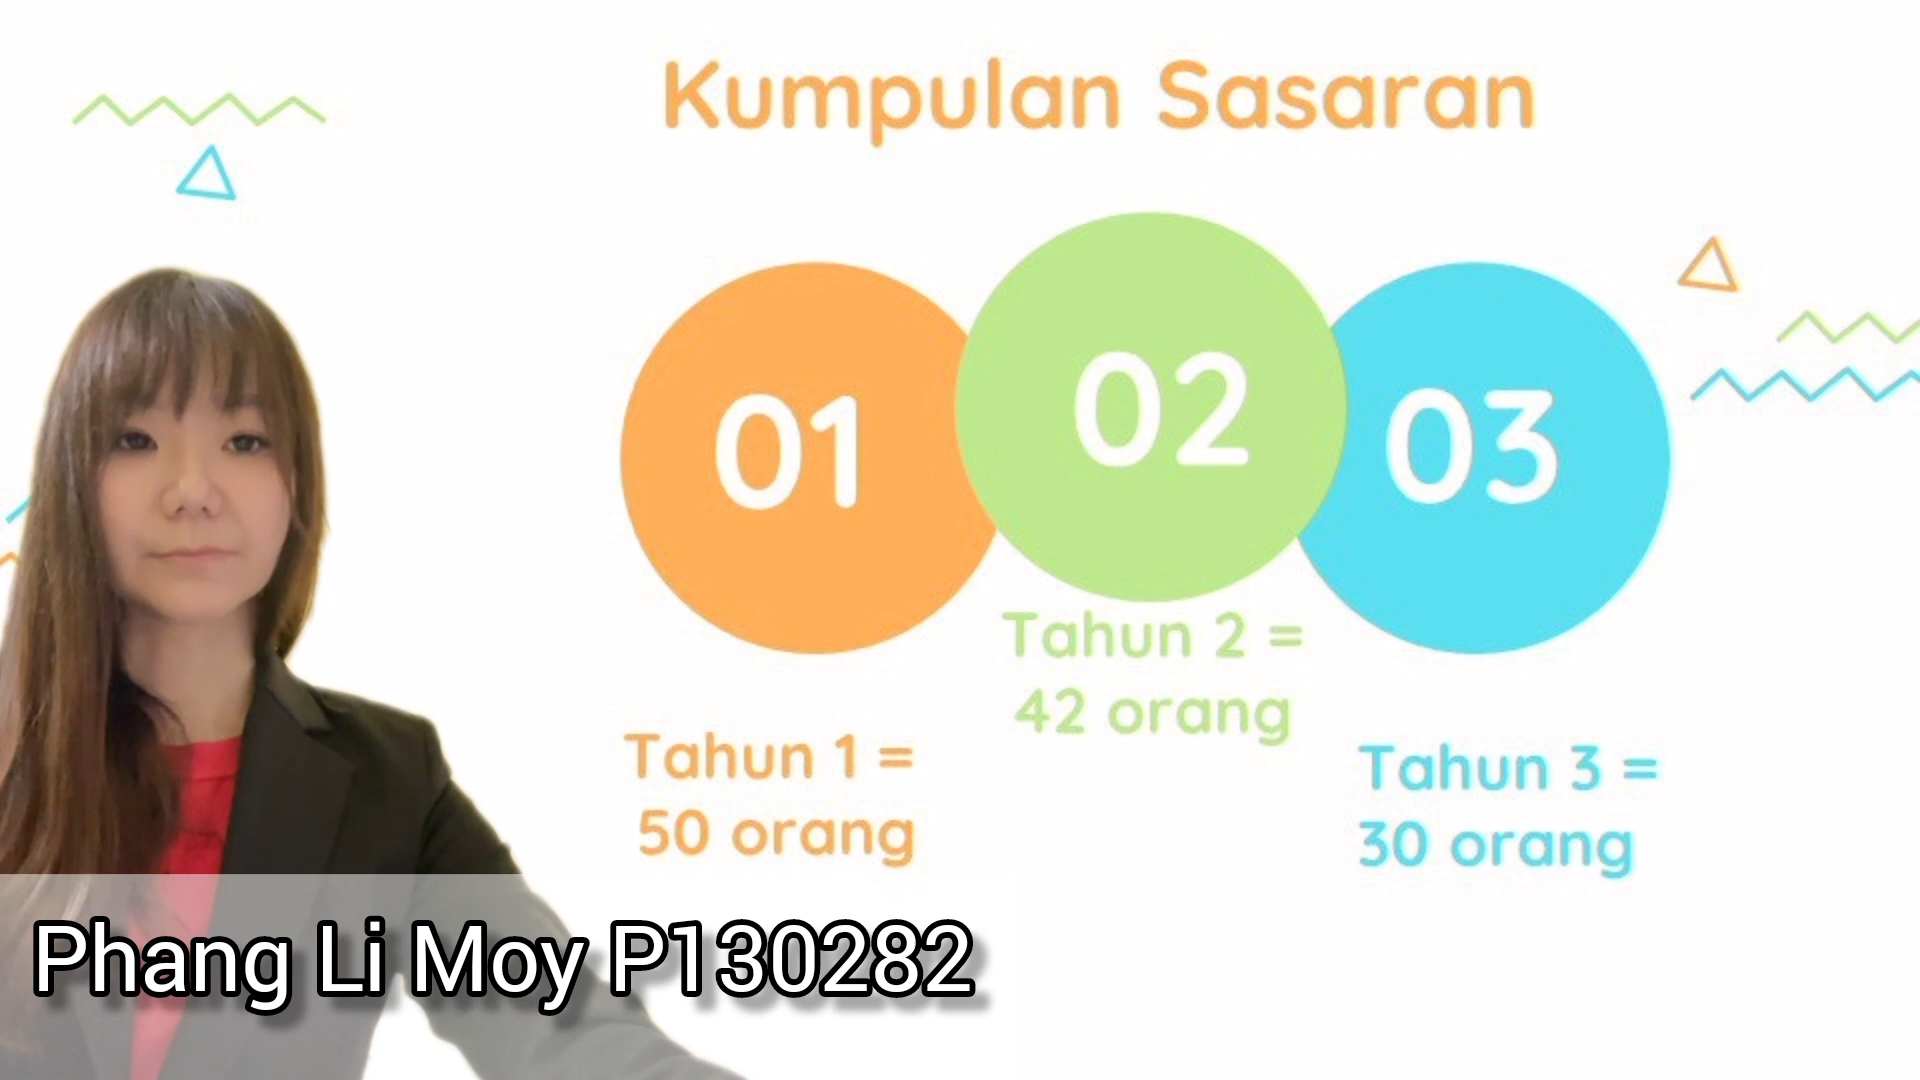 Kumpulan Sasaran
01
02
03
Tahun 1 =
50 orang
Tahun 2 =
42 orang
Tahun 3 =
30 orang
Phang Li Moy P130282